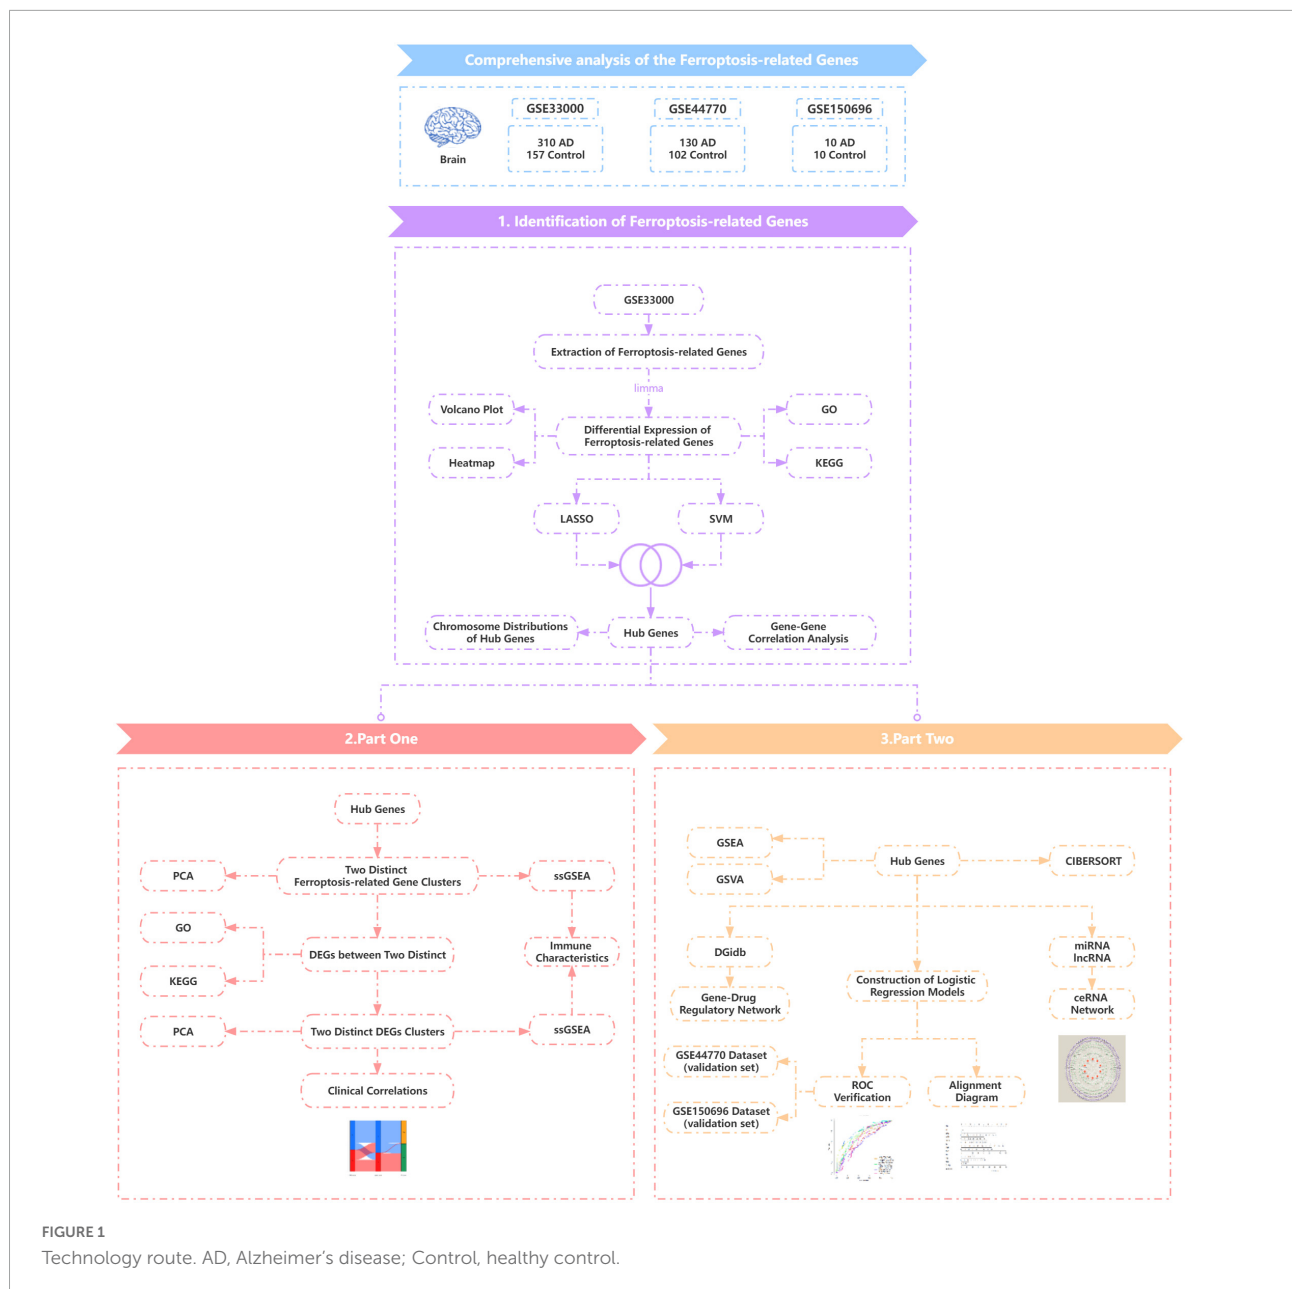 Comprehensive analysis of the Ferroptosis-related Genes
Brain
GSE33000
310 AD
157 Control
GSE44770
130 AD
102 Control
GSE150696
10 AD
10 Control
1. Identification of Ferroptosis-related Genes
GSE33000
Extraction of Ferroptosis-related Genes
limma
Volcano Plot
Heatmap
Differential Expression of
Ferroptosis-related Genes
GO
KEGG
LASSO
SVM
Chromosome Distributions
of Hub Genes
Hub Genes
Gene-Gene
Correlation Analysis
2.Part One
Hub Genes
PCA
Two Distinct
Ferroptosis-related Gene Clusters
ssGSEA
GO
KEGG
DEGs between Two Distinct
Immune
Characteristics
PCA
Two Distinct DEGs Clusters
ssGSEA
Clinical Correlations
3.Part Two
GSEA
GSVA
Hub Genes
CIBERSORT
DGidb
Gene-Drug
Regulatory Network
Construction of Logistic
Regression Models
miRNA
lncRNA
ceRNA
Network
GSE44770 Dataset
(validation set)
GSE150696 Dataset
(validation set)
ROC
Verification
Alignment
Diagram
FIGURE 1
Technology route. AD, Alzheimer's disease; Control, healthy control.